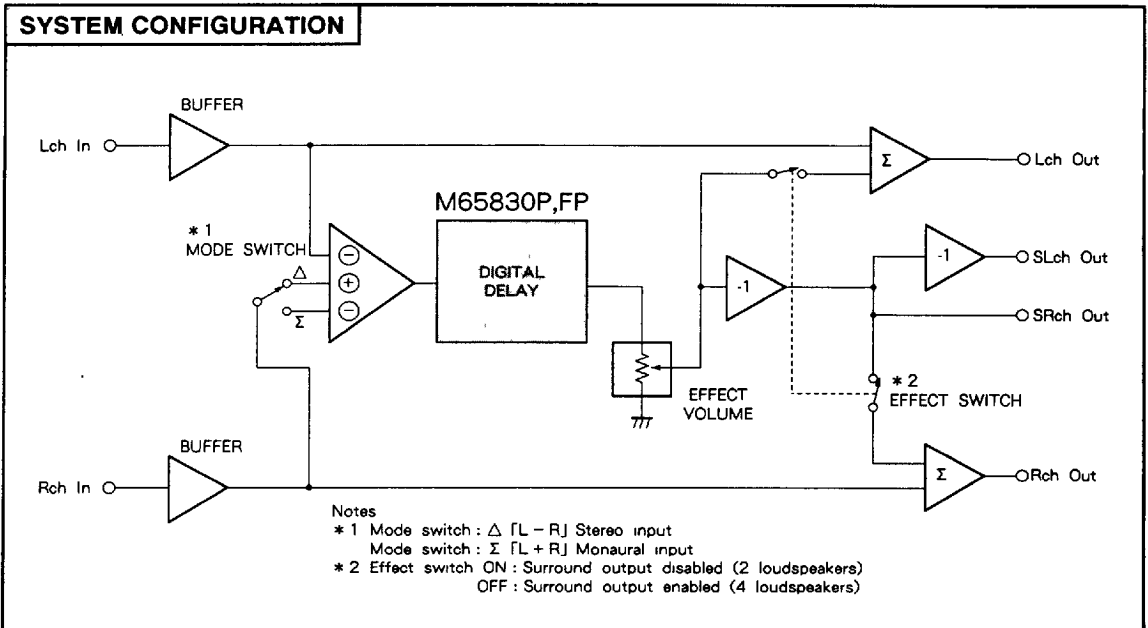 SYSTEM CONFIGURATION
BUFFER
Lch In
Σ
Lch Out
M65830P,FP
* 1
MODE SWITCH
Δ
Σ
−
+
−
DIGITAL
DELAY
-1
-1
SLch Out
SRch Out
EFFECT
VOLUME
* 2
EFFECT SWITCH
BUFFER
Rch In
Σ
Rch Out
Notes
* 1 Mode switch : Δ 「L − R」 Stereo input
Mode switch : Σ 「L + R」 Monaural input
* 2 Effect switch ON : Surround output disabled (2 loudspeakers)
OFF : Surround output enabled (4 loudspeakers)